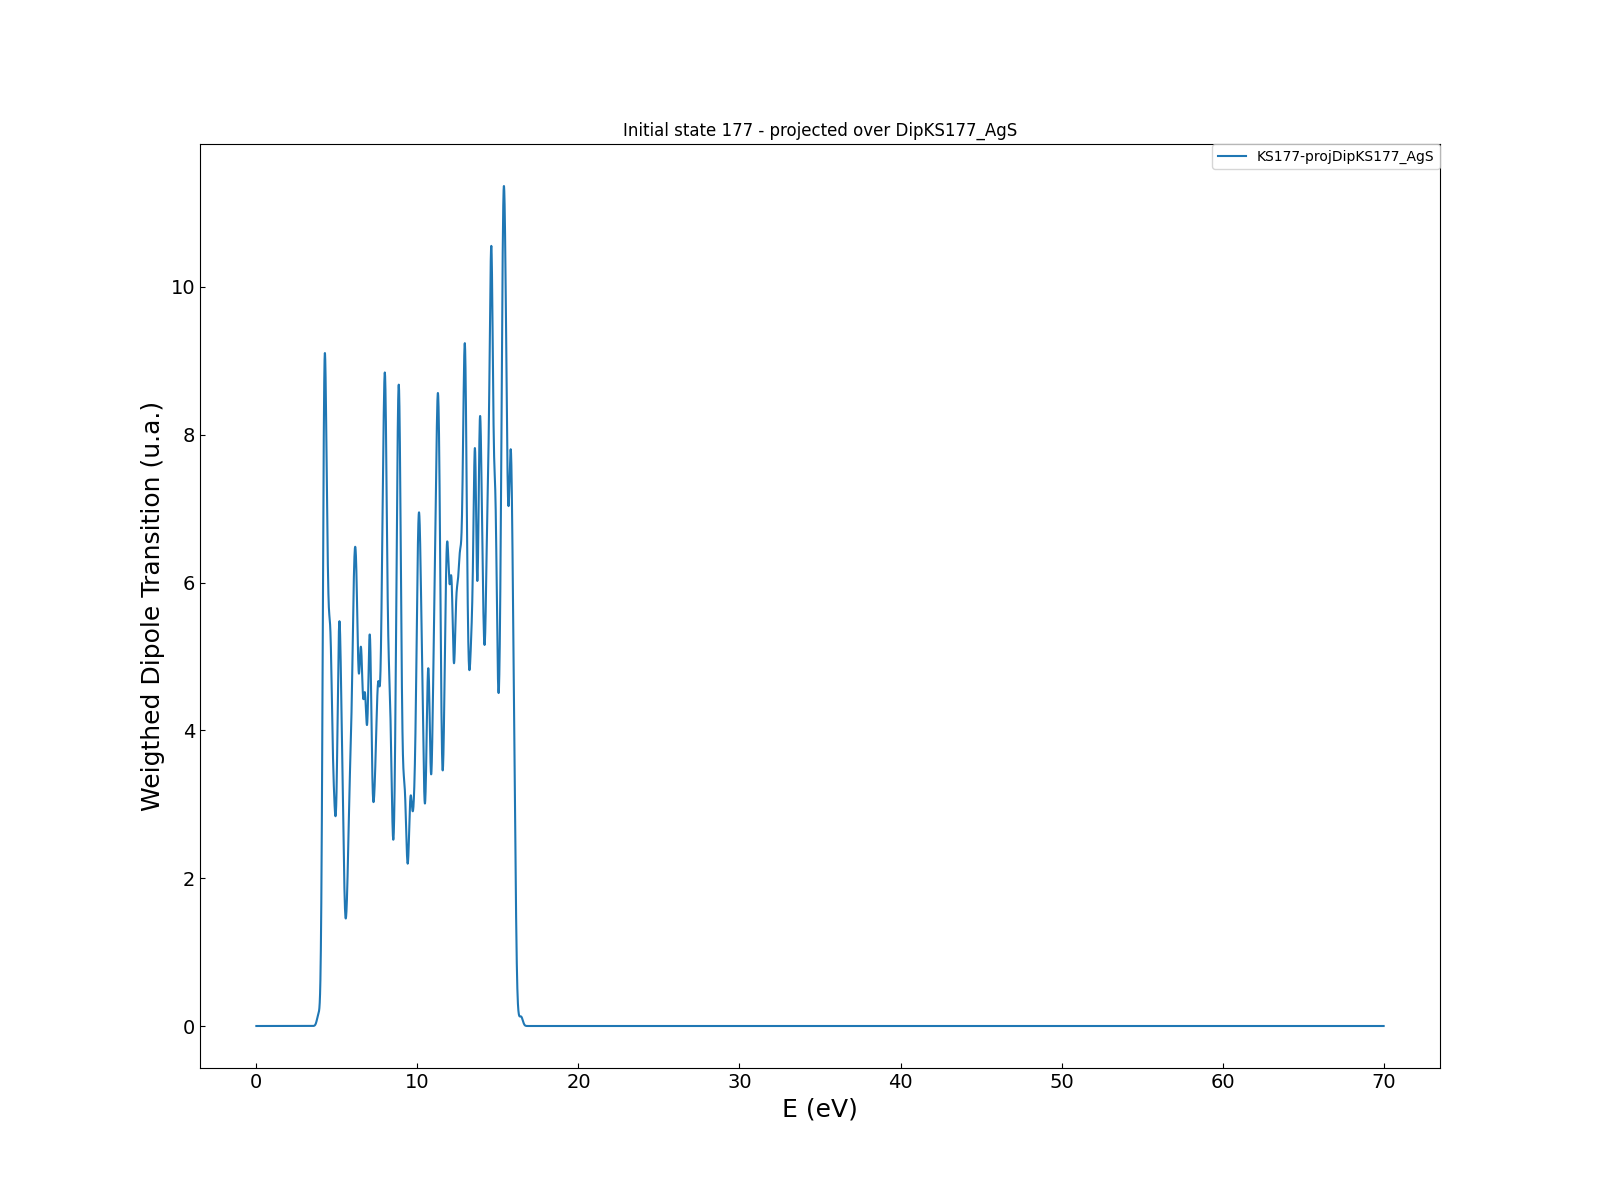 Initial state 177 - projected over DipKS177_AgS
KS177-projDipKS177_AgS
Weigthed Dipole Transition (u.a.)
10
8
6
4
2
0
0 10 20 30 40 50 60 70
E (eV)